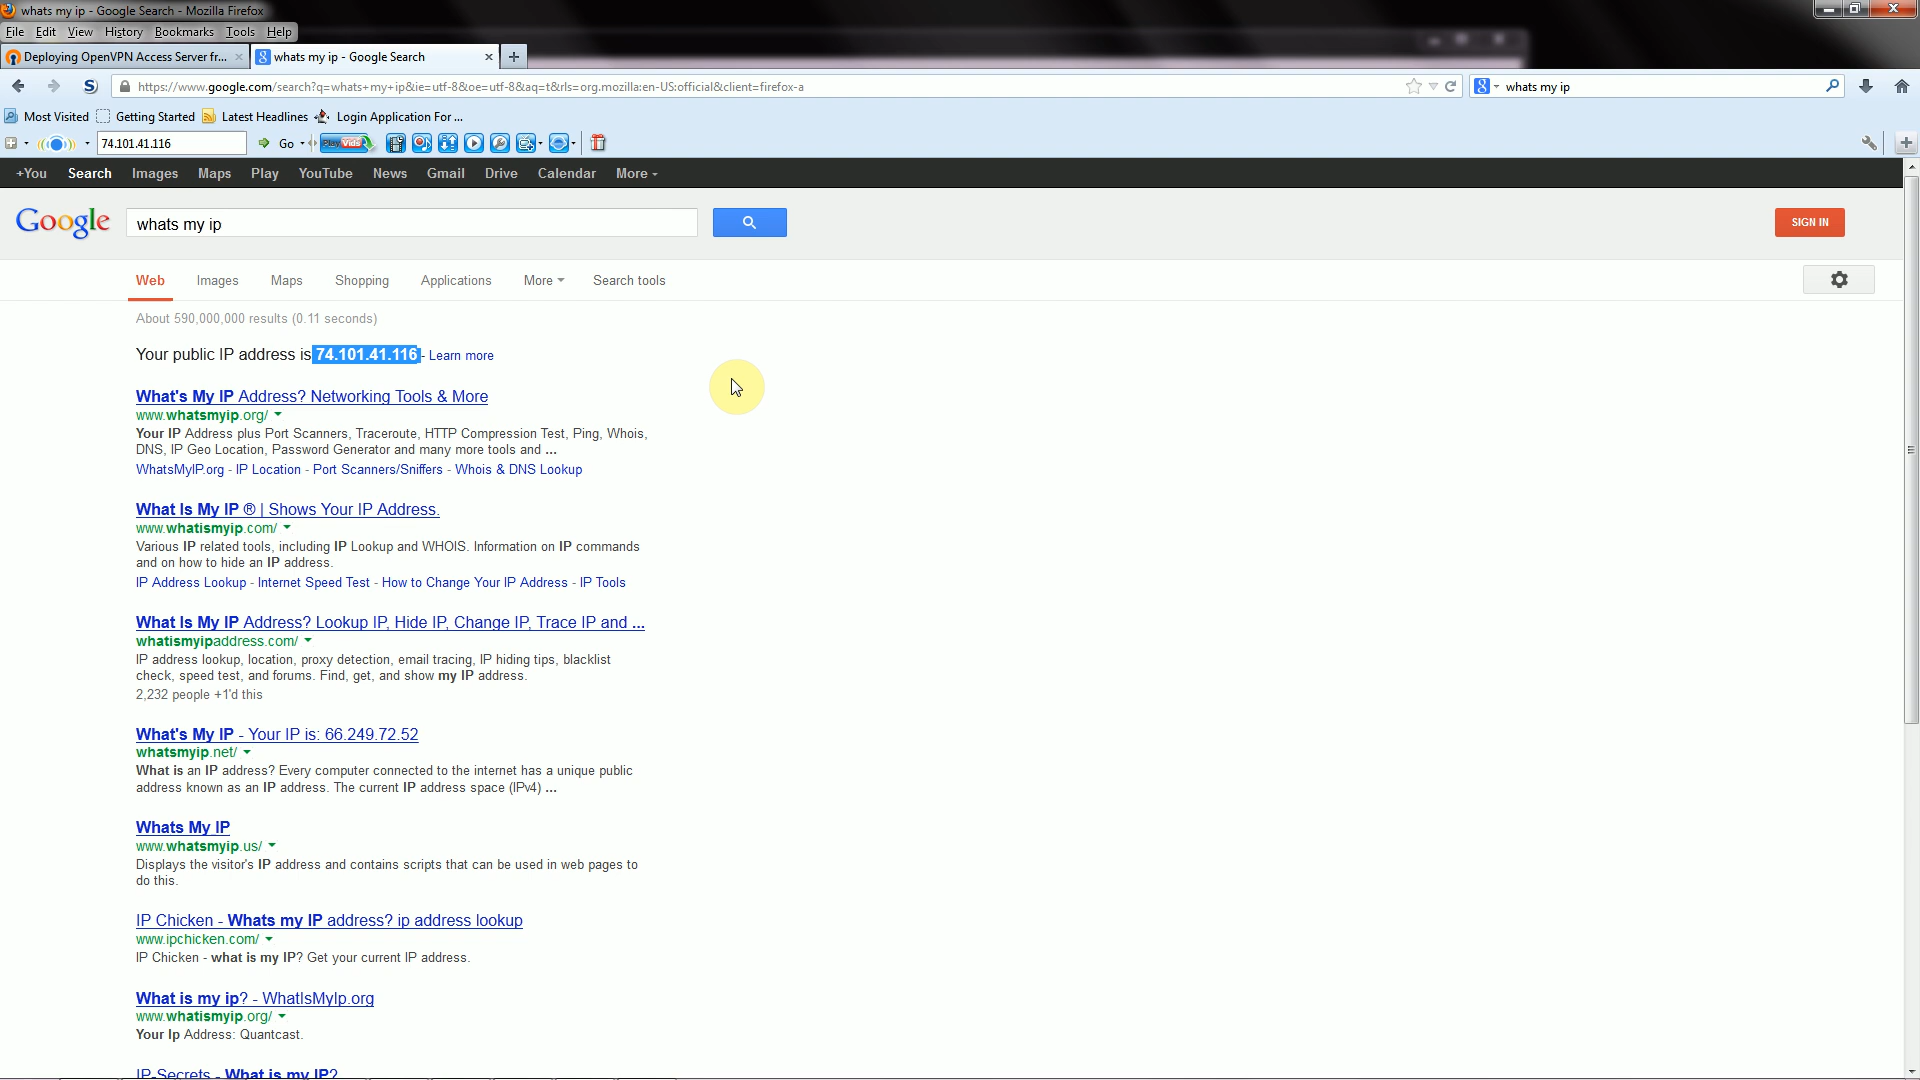 whats my ip - Google Search - Mozilla Firefox
File Edit View History Bookmarks Tools Help
Deploying OpenVPN Access Server fr... whats my ip - Google Search
https://www.google.com/search?q=whats+my+ip&ie=utf-8&oe=utf-8&aq=t&rls=org.mozilla:en-US:official&client=firefox-a whats my ip
Most Visited Getting Started Latest Headlines Login Application For ...
74.101.41.116 Go Play Vids
+You Search Images Maps Play YouTube News Gmail Drive Calendar More
Google whats my ip SIGN IN
Web Images Maps Shopping Applications More Search tools
About 590,000,000 results (0.11 seconds)
Your public IP address is 74.101.41.116 - Learn more
What's My IP Address? Networking Tools & More
www.whatsmyip.org/
Your IP Address plus Port Scanners, Traceroute, HTTP Compression Test, Ping, Whois,
DNS, IP Geo Location, Password Generator and many more tools and ...
WhatsMyIP.org - IP Location - Port Scanners/Sniffers - Whois & DNS Lookup
What Is My IP ® | Shows Your IP Address.
www.whatismyip.com/
Various IP related tools, including IP Lookup and WHOIS. Information on IP commands
and on how to hide an IP address.
IP Address Lookup - Internet Speed Test - How to Change Your IP Address - IP Tools
What Is My IP Address? Lookup IP, Hide IP, Change IP, Trace IP and ...
whatismyipaddress.com/
IP address lookup, location, proxy detection, email tracing, IP hiding tips, blacklist
check, speed test, and forums. Find, get, and show my IP address.
2,232 people +1'd this
What's My IP - Your IP is: 66.249.72.52
whatsmyip.net/
What is an IP address? Every computer connected to the internet has a unique public
address known as an IP address. The current IP address space (IPv4) ...
Whats My IP
www.whatsmyip.us/
Displays the visitor's IP address and contains scripts that can be used in web pages to
do this.
IP Chicken - Whats my IP address? ip address lookup
www.ipchicken.com/
IP Chicken - what is my IP? Get your current IP address.
What is my ip? - WhatIsMyIp.org
www.whatismyip.org/
Your Ip Address: Quantcast.
IP-Secrets - What is my IP?